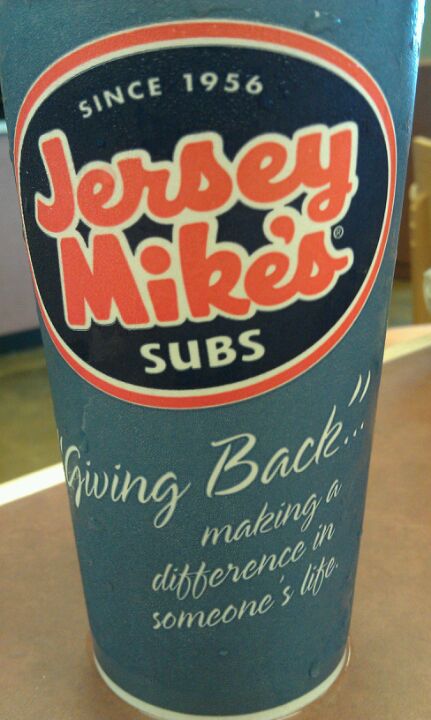 SINCE 1956
Jersey
Mike's®
SUBS
"Giving Back..."
making a
difference in
someone's life.